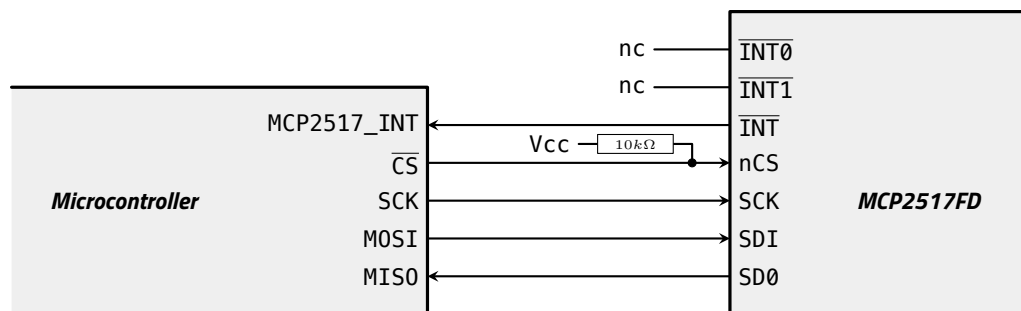 nc INT0
nc INT1
MCP2517_INT INT
Vcc 10kΩ
CS nCS
Microcontroller SCK SCK MCP2517FD
MOSI SDI
MISO SD0